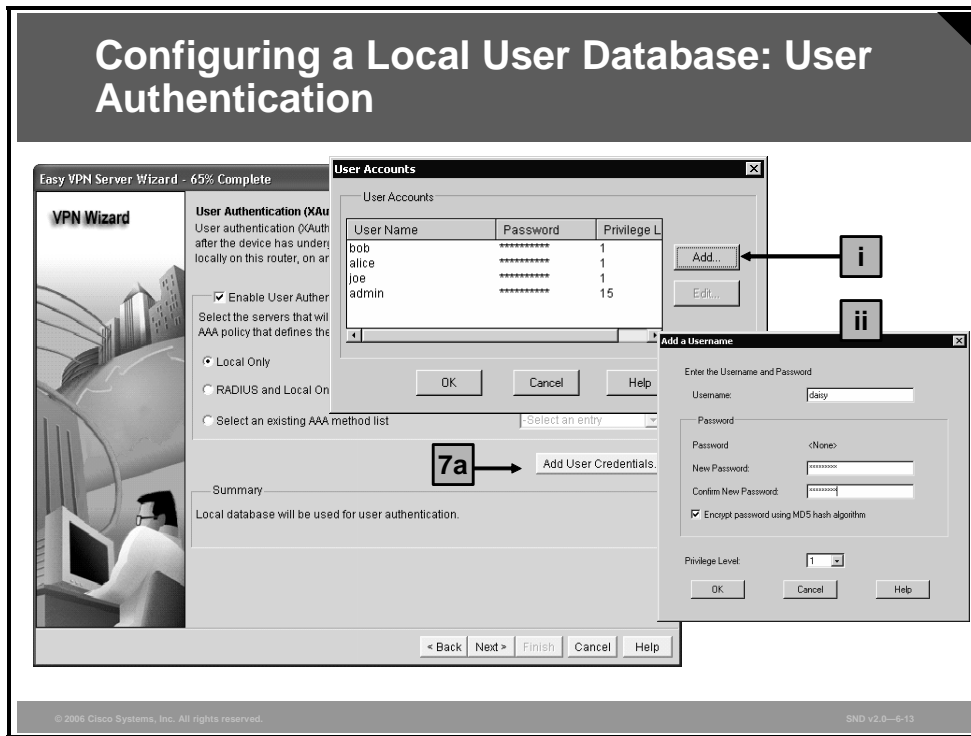 Configuring a Local User Database: User
Authentication
Easy VPN Server Wizard - 65% Complete
VPN Wizard
User Authentication (XAu
User authentication (XAuth
after the device has underg
locally on this router, on an
Enable User Authen
Select the servers that will
AAA policy that defines the
Local Only
RADIUS and Local On
Select an existing AAA method list
-Select an entry
7a
Add User Credentials.
Summary
Local database will be used for user authentication.
< Back
Next >
Finish
Cancel
Help
User Accounts
User Accounts
User Name
Password
Privilege L
bob
**********
1
alice
**********
1
joe
**********
1
admin
**********
15
Add...
Edit...
i
OK
Cancel
Help
ii
Add a Username
Enter the Username and Password
Username:
daisy
Password
Password
<None>
New Password:
*********
Confirm New Password:
*********
Encrypt password using MD5 hash algorithm
Privilege Level:
1
OK
Cancel
Help
© 2006 Cisco Systems, Inc. All rights reserved.
SND v2.0—6-13